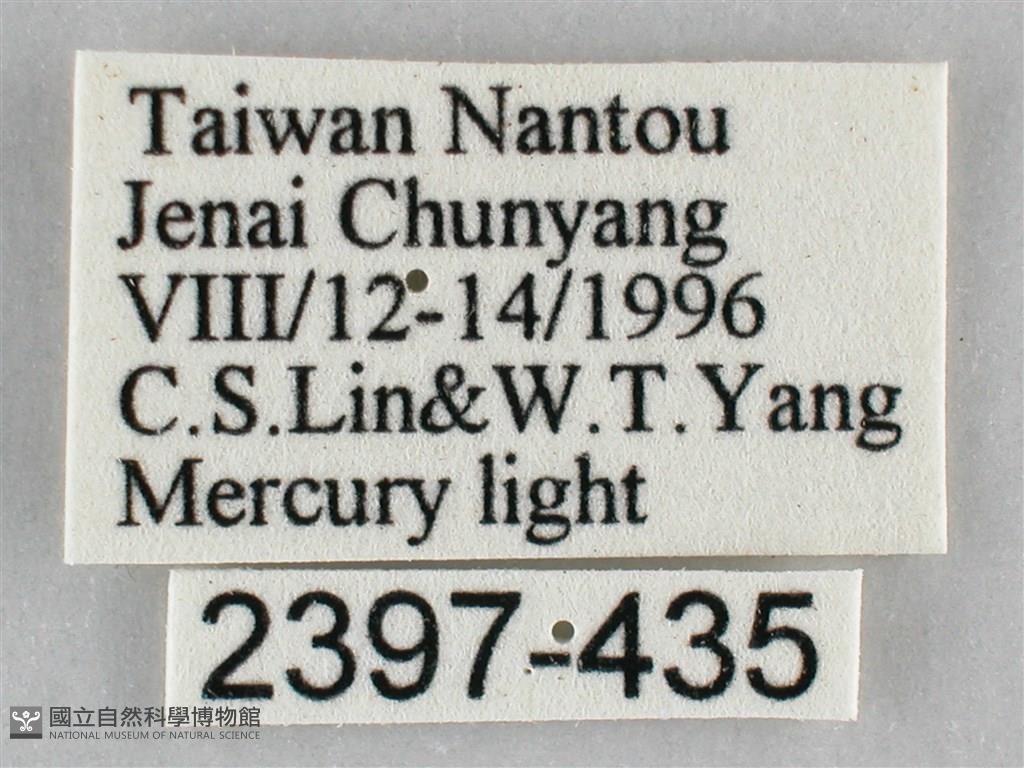 Taiwan Nantou
Jenai Chunyang
VIII/12-14/1996
C.S.Lin&W.T.Yang
Mercury light
2397-435
國立自然科學博物館
NATIONAL MUSEUM OF NATURAL SCIENCE